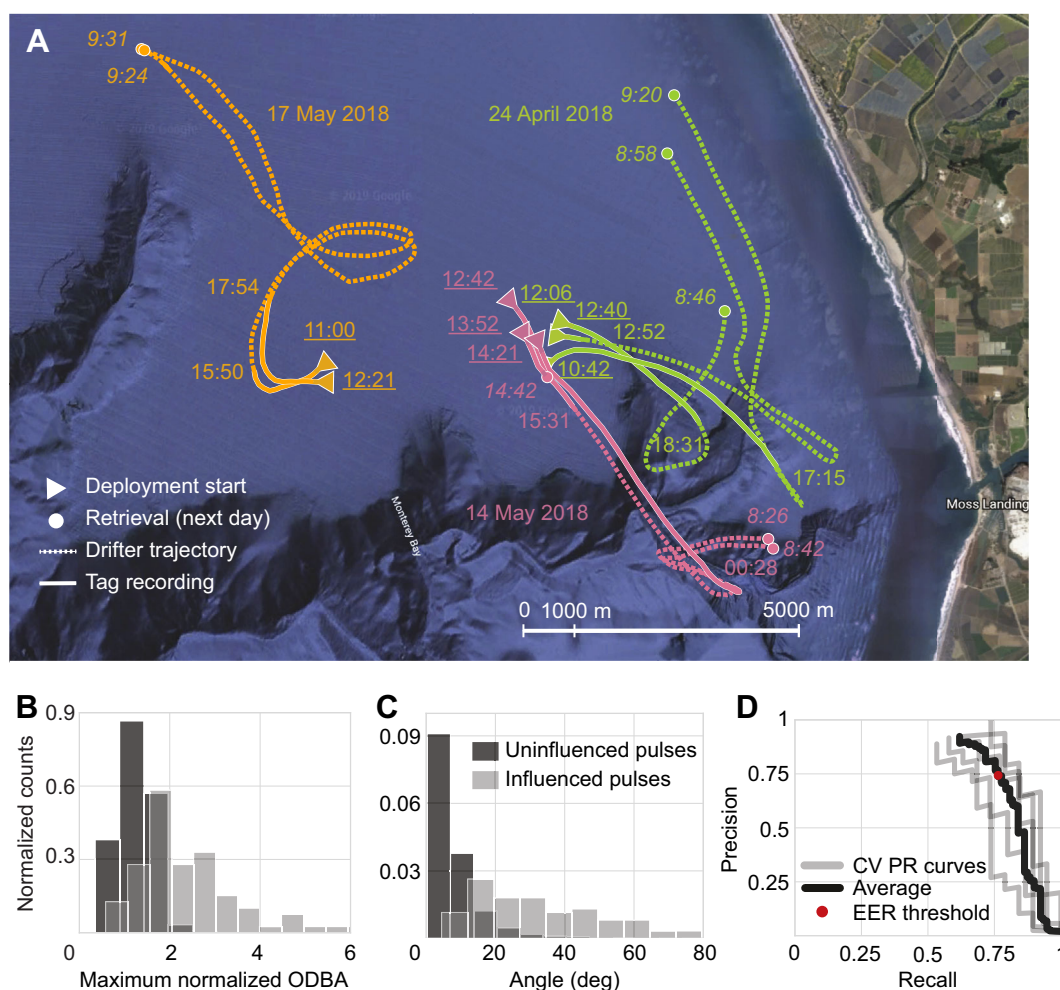 A
9:31
9:24
17 May 2018
24 April 2018
9:20
8:58
© 2019 Google
© 2019 Google
17:54
11:00
15:50
12:21
12:42
12:06
12:40
8:46
13:52
12:52
14:21
10:42
14:42
15:31
18:31
17:15
Deployment start
Retrieval (next day)
Drifter trajectory
Tag recording
Monterey Bay
14 May 2018
Moss Landing
8:26
8:42
00:28
0 1000 m 5000 m
B
0.9
0.6
0.3
0 2 4 6
Normalized counts
Maximum normalized ODBA
C
0.09
0.06
0.03
0 20 40 60 80
Uninfluenced pulses
Influenced pulses
Angle (deg)
D
1
0.75
0.5
0.25
0 0.25 0.5 0.75 1
Precision
CV PR curves
Average
EER threshold
Recall